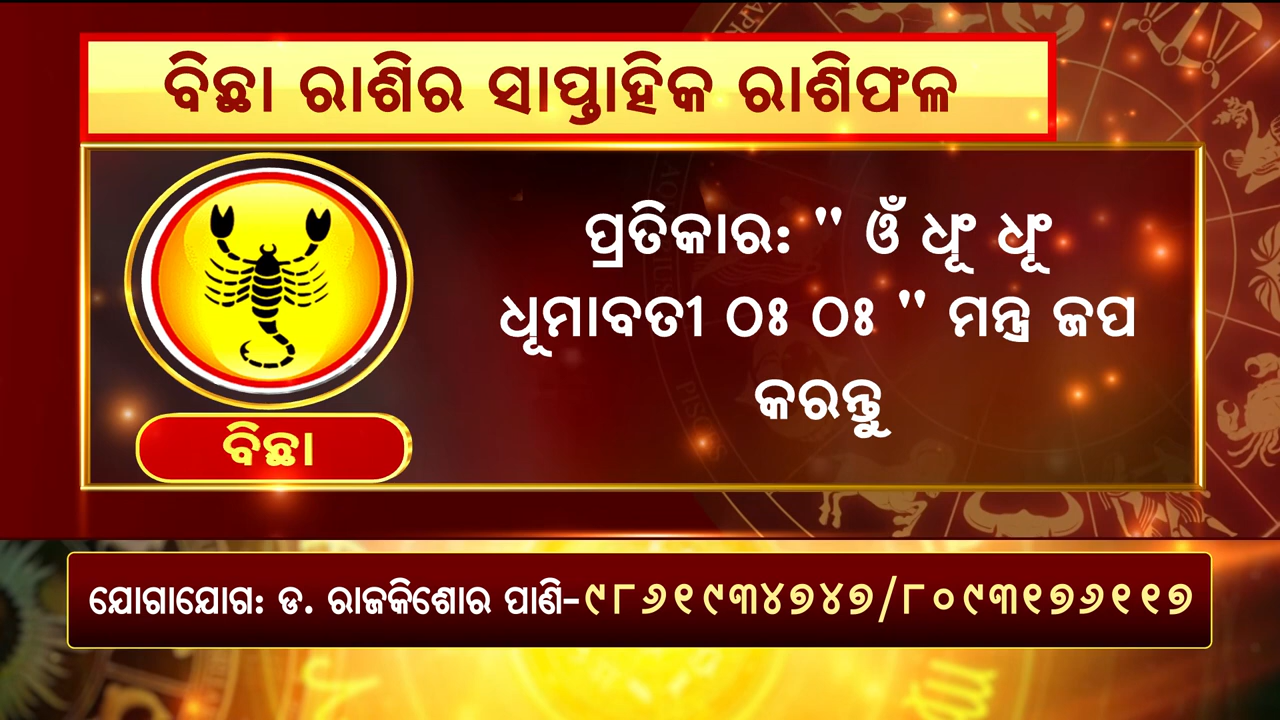 ବିଛା ରାଶିର ସାପ୍ତାହିକ ରାଶିଫଳ
ପ୍ରତିକାର: " ଓଁ ଧୂଂ ଧୂଂ
ଧୂମାବତୀ ଠଃ ଠଃ " ମନ୍ତ୍ର ଜପ
କରନ୍ତୁ
ବିଛା
ଯୋଗାଯୋଗ: ଡ. ରାଜକିଶୋର ପାଣି-୯୮୬୧୯୩୪୭୪୭/୮୦୯୩୧୭୬୧୧୭